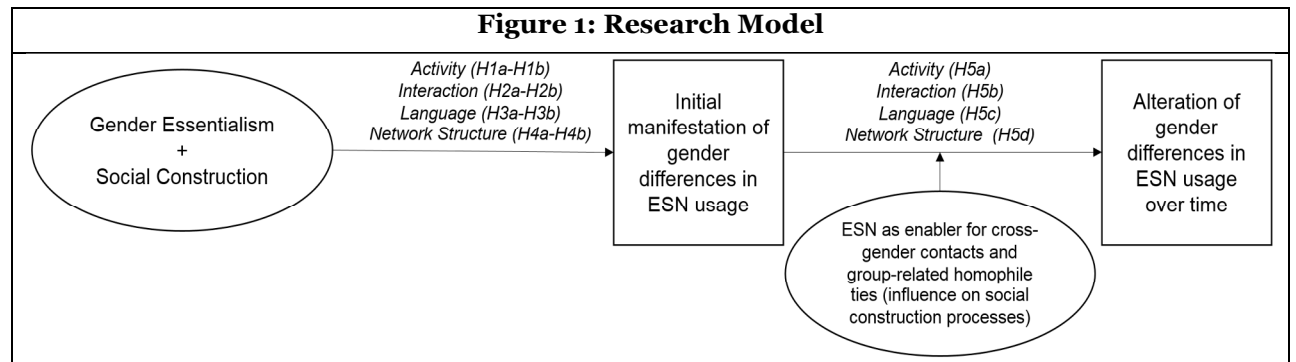 Figure 1: Research Model
Activity (H1a-H1b)
Interaction (H2a-H2b)
Language (H3a-H3b)
Network Structure (H4a-H4b)
Gender Essentialism
+
Social Construction
Initial
manifestation of
gender
differences in
ESN usage
Activity (H5a)
Interaction (H5b)
Language (H5c)
Network Structure (H5d)
ESN as enabler for cross-
gender contacts and
group-related homophile
ties (influence on social
construction processes)
Alteration of
gender
differences in
ESN usage
over time